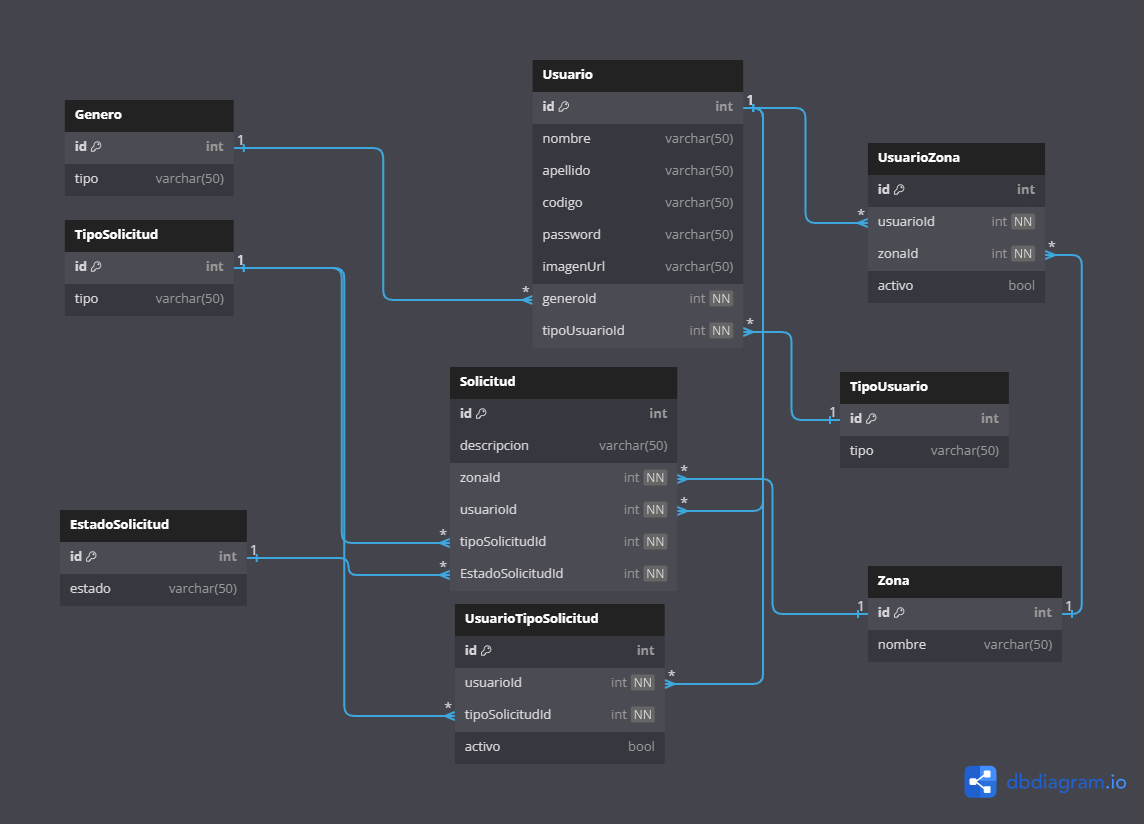 Genero
id int
tipo varchar(50)
TipoSolicitud
id int
tipo varchar(50)
EstadoSolicitud
id int
estado varchar(50)
Usuario
id int
nombre varchar(50)
apellido varchar(50)
codigo varchar(50)
password varchar(50)
imagenUrl varchar(50)
generoId int NN
tipoUsuarioId int NN
Solicitud
id int
descripcion varchar(50)
zonaId int NN
usuarioId int NN
tipoSolicitudId int NN
EstadoSolicitudId int NN
UsuarioTipoSolicitud
id int
usuarioId int NN
tipoSolicitudId int NN
activo bool
UsuarioZona
id int
usuarioId int NN
zonaId int NN
activo bool
TipoUsuario
id int
tipo varchar(50)
Zona
id int
nombre varchar(50)
1
1
1
1
1
1
1
*
*
*
*
*
*
*
*
*
*
dbdiagram.io